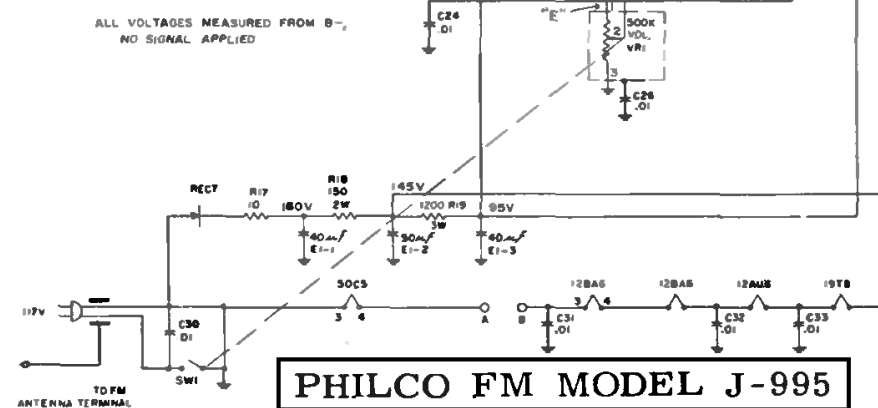 ALL VOLTAGES MEASURED FROM B-,
NO SIGNAL APPLIED
C24
.01
"E"
500K
2
VOL.
VR1
3
C26
.01
RECT
R17
10
160V
R18
150
2W
145V
1200 R19
3W
95V
40µf
E1-1
50µf
E1-2
40µf
E1-3
117V
C30
.01
SW1
50C5
3 4
A
B
C31
.01
12BA6
3 4
12BA6
C32
.01
12AU6
C33
.01
19T8
TO FM
ANTENNA TERMINAL
PHILCO FM MODEL J-995